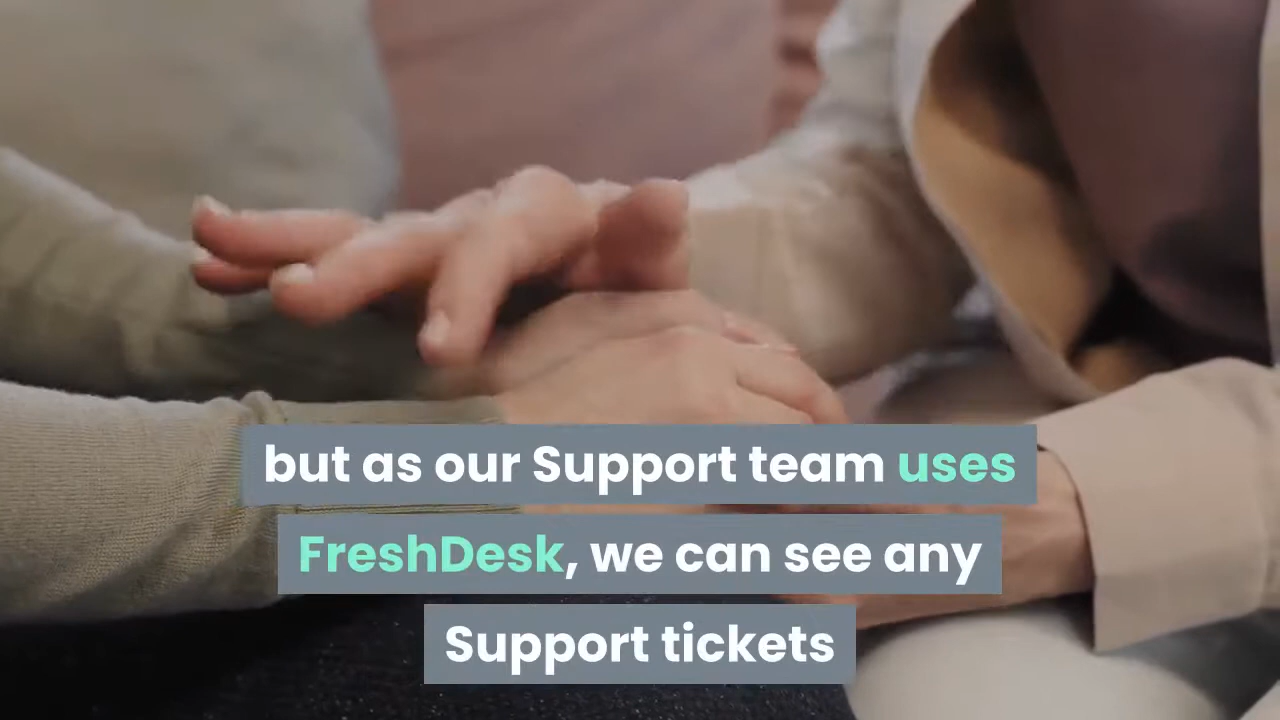 but as our Support team uses
FreshDesk, we can see any
Support tickets